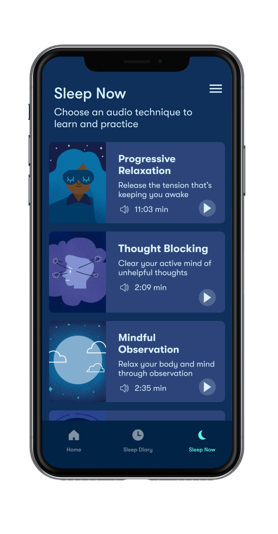 Sleep Now
Choose an audio technique to
learn and practice
Progressive
Relaxation
Release the tension that's
keeping you awake
11:03 min
Thought Blocking
Clear your active mind of
unhelpful thoughts
2:09 min
Mindful
Observation
Relax your body and mind
through observation
2:35 min
Home
Sleep Diary
Sleep Now